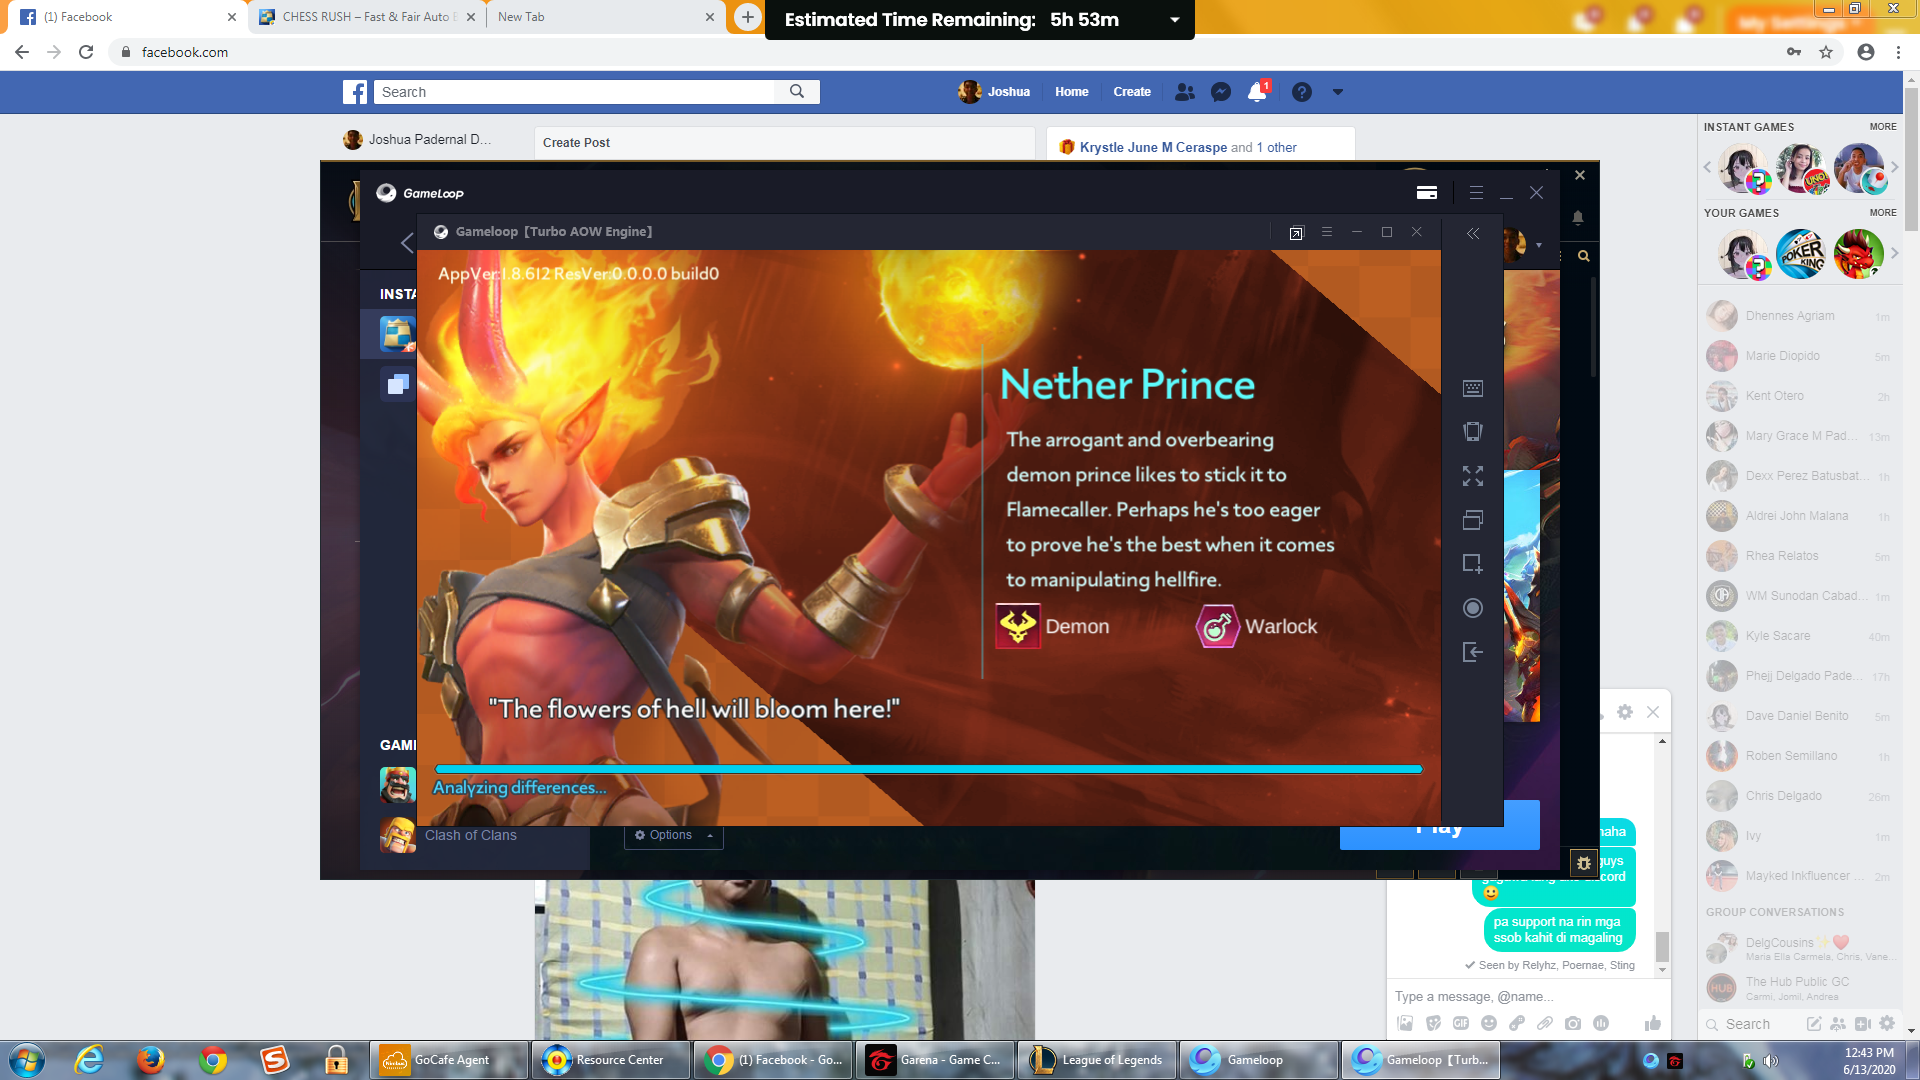 (1) Facebook
CHESS RUSH – Fast & Fair Auto
New Tab
Estimated Time Remaining: 5h 53m
facebook.com
Search
Joshua
Home
Create
1
Joshua Padernal D...
Create Post
Krystle June M Ceraspe and 1 other
INSTANT GAMES
MORE
YOUR GAMES
MORE
GameLoop
Gameloop【Turbo AOW Engine】
AppVer:1.8.612 ResVer:0.0.0.0 build0
INSTA
Nether Prince
The arrogant and overbearing
demon prince likes to stick it to
Flamecaller. Perhaps he's too eager
to prove he's the best when it comes
to manipulating hellfire.
Demon
Warlock
"The flowers of hell will bloom here!"
Analyzing differences...
GAME
Clash of Clans
Options
Play
Dhennes Agriam 1m
Marie Diopido 5m
Kent Otero 2h
Mary Grace M Pad... 13m
Dexx Perez Batusbat... 1h
Aldrei John Malana 1h
Rhea Relatos 5m
WM Sunodan Cabad... 1m
Kyle Sacare 40m
Phejj Delgado Pade... 17h
Dave Daniel Benito 5m
Roben Semillano 1h
Chris Delgado 26m
Ivy 1m
Mayked Inkfluencer ... 2m
GROUP CONVERSATIONS
DelgCousins
Maria Ella Carmela, Chris, Vane...
The Hub Public GC
Carmi, Jomil, Andrea
Search
guys
pa support na rin mga
ssob kahit di magaling
Seen by Relyhz, Poernae, Sting
Type a message, @name...
GoCafe Agent
Resource Center
(1) Facebook - Go...
Garena - Game C...
League of Legends
Gameloop
Gameloop【Turb...
12:43 PM
6/13/2020